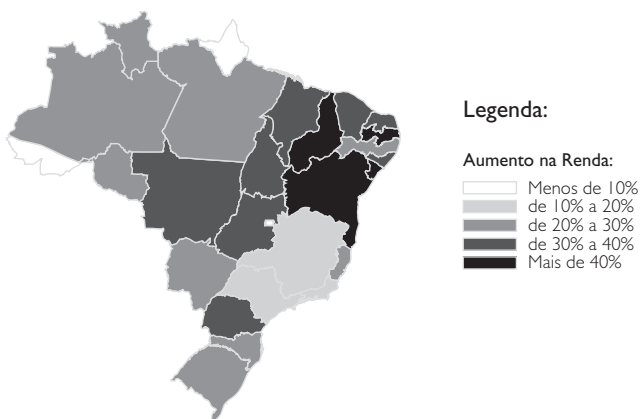 Legenda:
Aumento na Renda:
Menos de 10%
de 10% a 20%
de 20% a 30%
de 30% a 40%
Mais de 40%